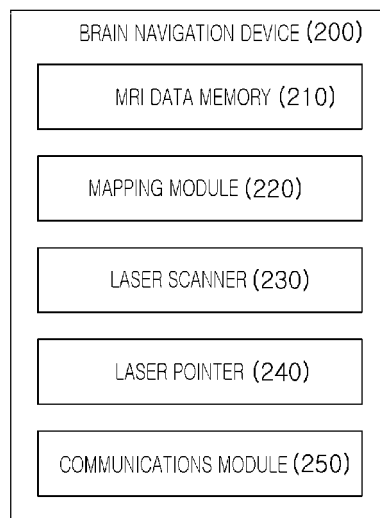 BRAIN NAVIGATION DEVICE (200)
MRI DATA MEMORY (210)
MAPPING MODULE (220)
LASER SCANNER (230)
LASER POINTER (240)
COMMUNICATIONS MODULE (250)